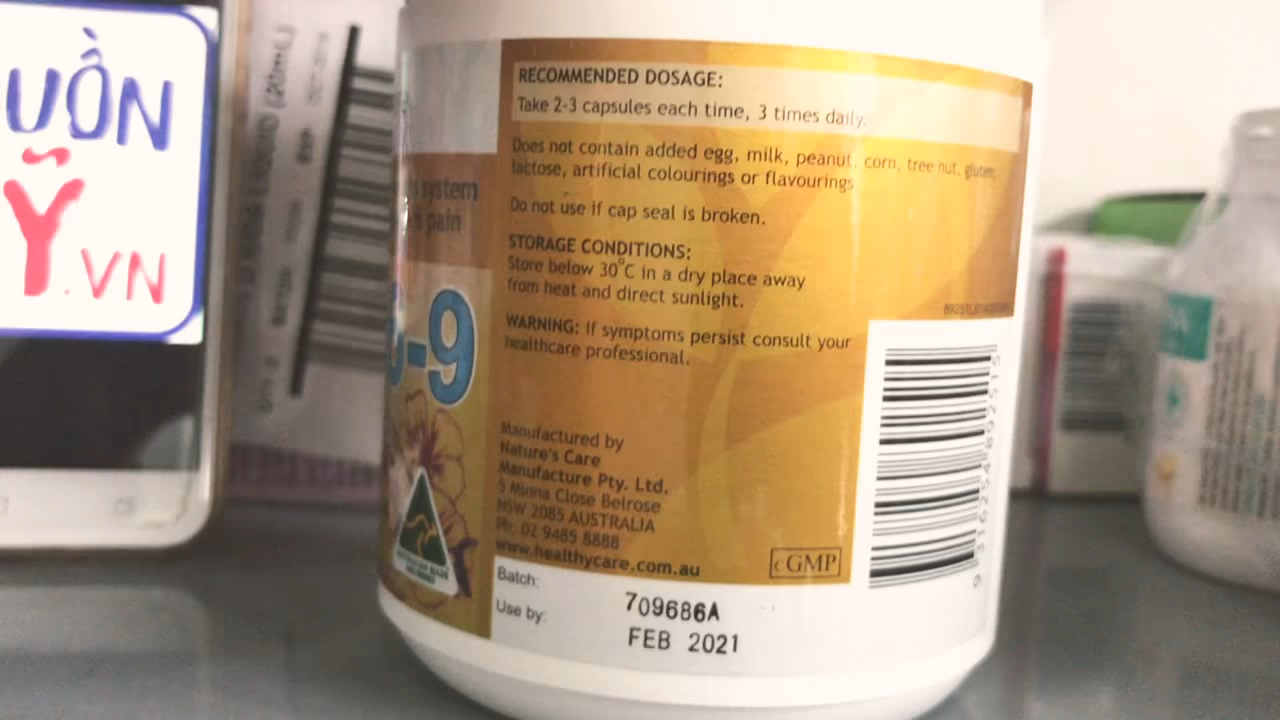 UỒN
Ỹ.VN
(20mL)
system
pain
-9
RECOMMENDED DOSAGE:
Take 2-3 capsules each time, 3 times daily.
Does not contain added egg, milk, peanut, corn, tree nut, gluten,
lactose, artificial colourings or flavourings
Do not use if cap seal is broken.
STORAGE CONDITIONS:
Store below 30°C in a dry place away
from heat and direct sunlight.
WARNING: If symptoms persist consult your
healthcare professional.
Manufactured by
Nature's Care
Manufacture Pty. Ltd.
5 Minna Close Belrose
NSW 2085 AUSTRALIA
Ph: 02 9485 8888
www.healthycare.com.au
cGMP
9 316254 892515
Batch: 709686A
Use by: FEB 2021